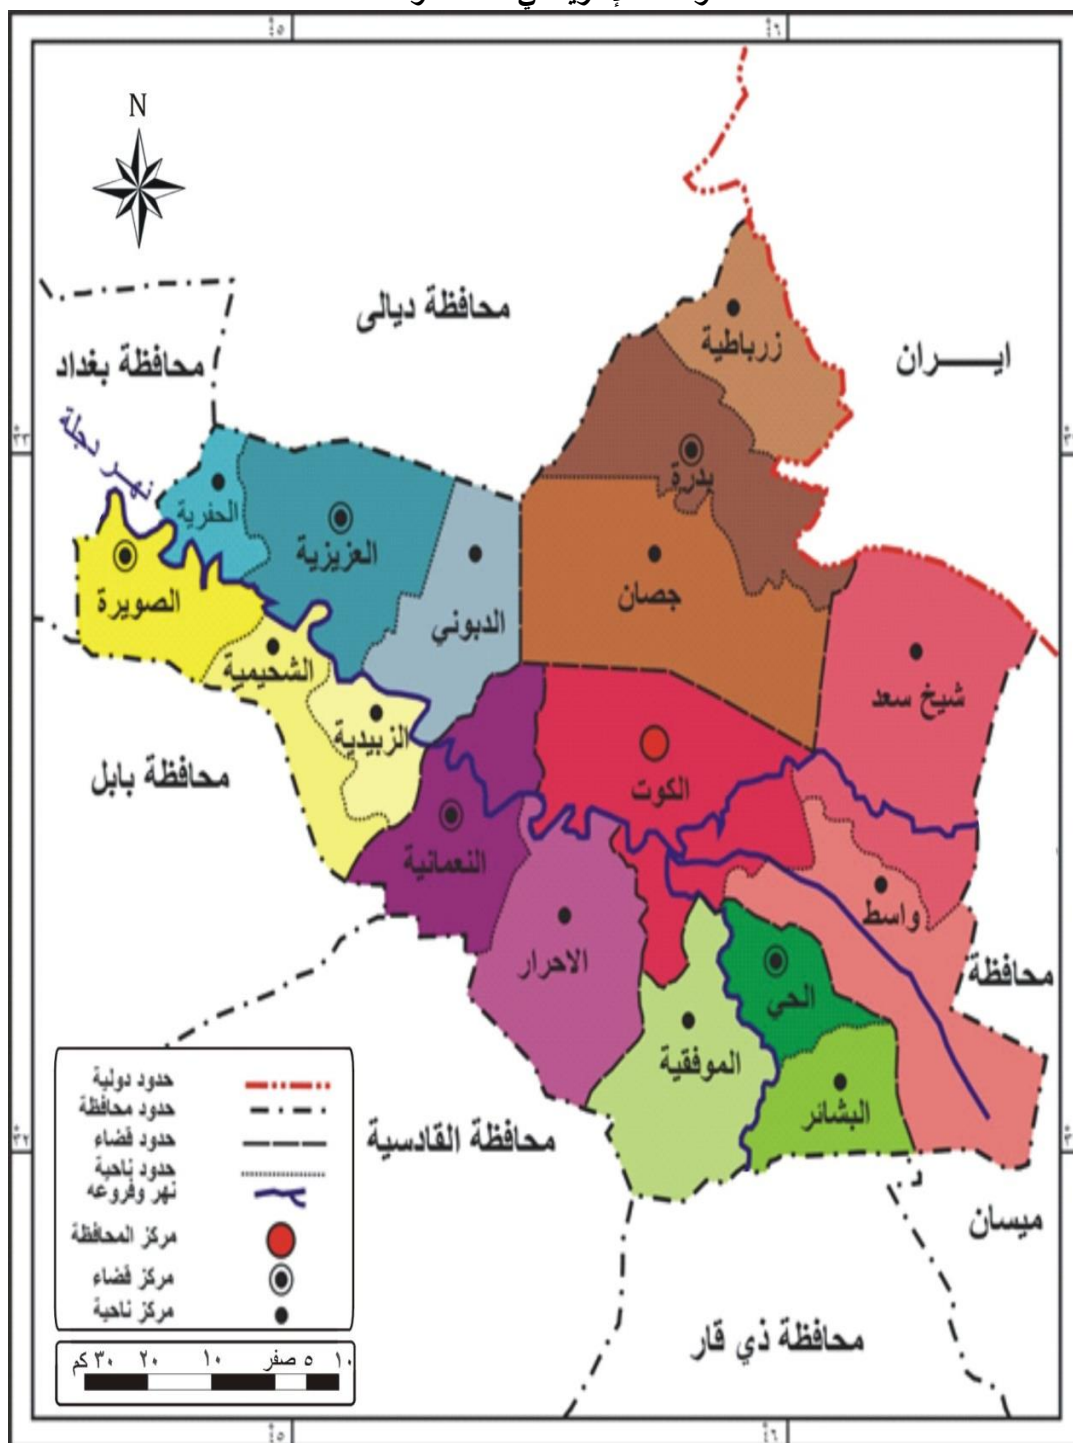 N
محافظة ديالى
محافظة بغداد
ايـــــران
زرباطية
نهـر دجلة
بدرة
الحفرية
العزيزية
الصويرة
جصان
الدبوني
الشحيمية
شيخ سعد
الزبيدية
محافظة بابل
الكوت
النعمانية
واسط
الاحرار
الحي
محافظة
الموفقية
البشائر
محافظة القادسية
ميسان
محافظة ذي قار
حدود دولية
حدود محافظة
حدود قضاء
حدود ناحية
نهر وفروعه
مركز المحافظة
مركز قضاء
مركز ناحية
١٠ ٥ صفر ١٠ ٢٠ ٣٠ كم